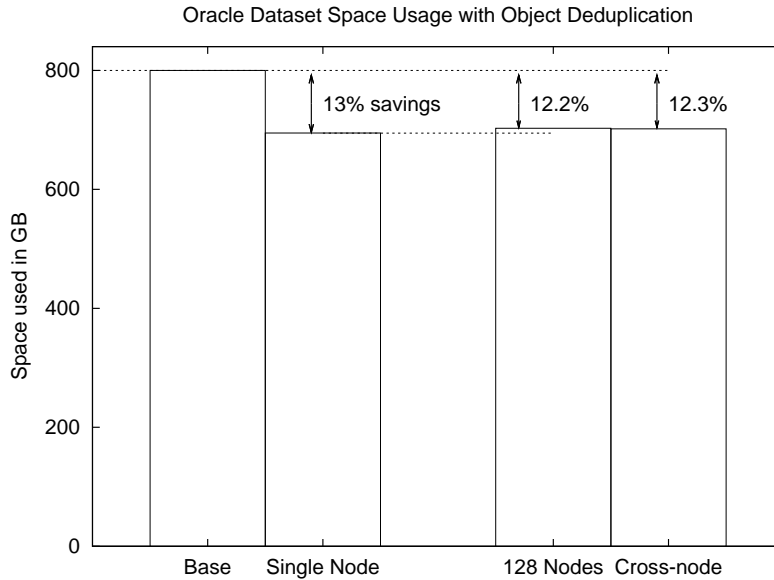 Oracle Dataset Space Usage with Object Deduplication
Space used in GB
800
600
400
200
0
13% savings
12.2%
12.3%
Base
Single Node
128 Nodes
Cross-node